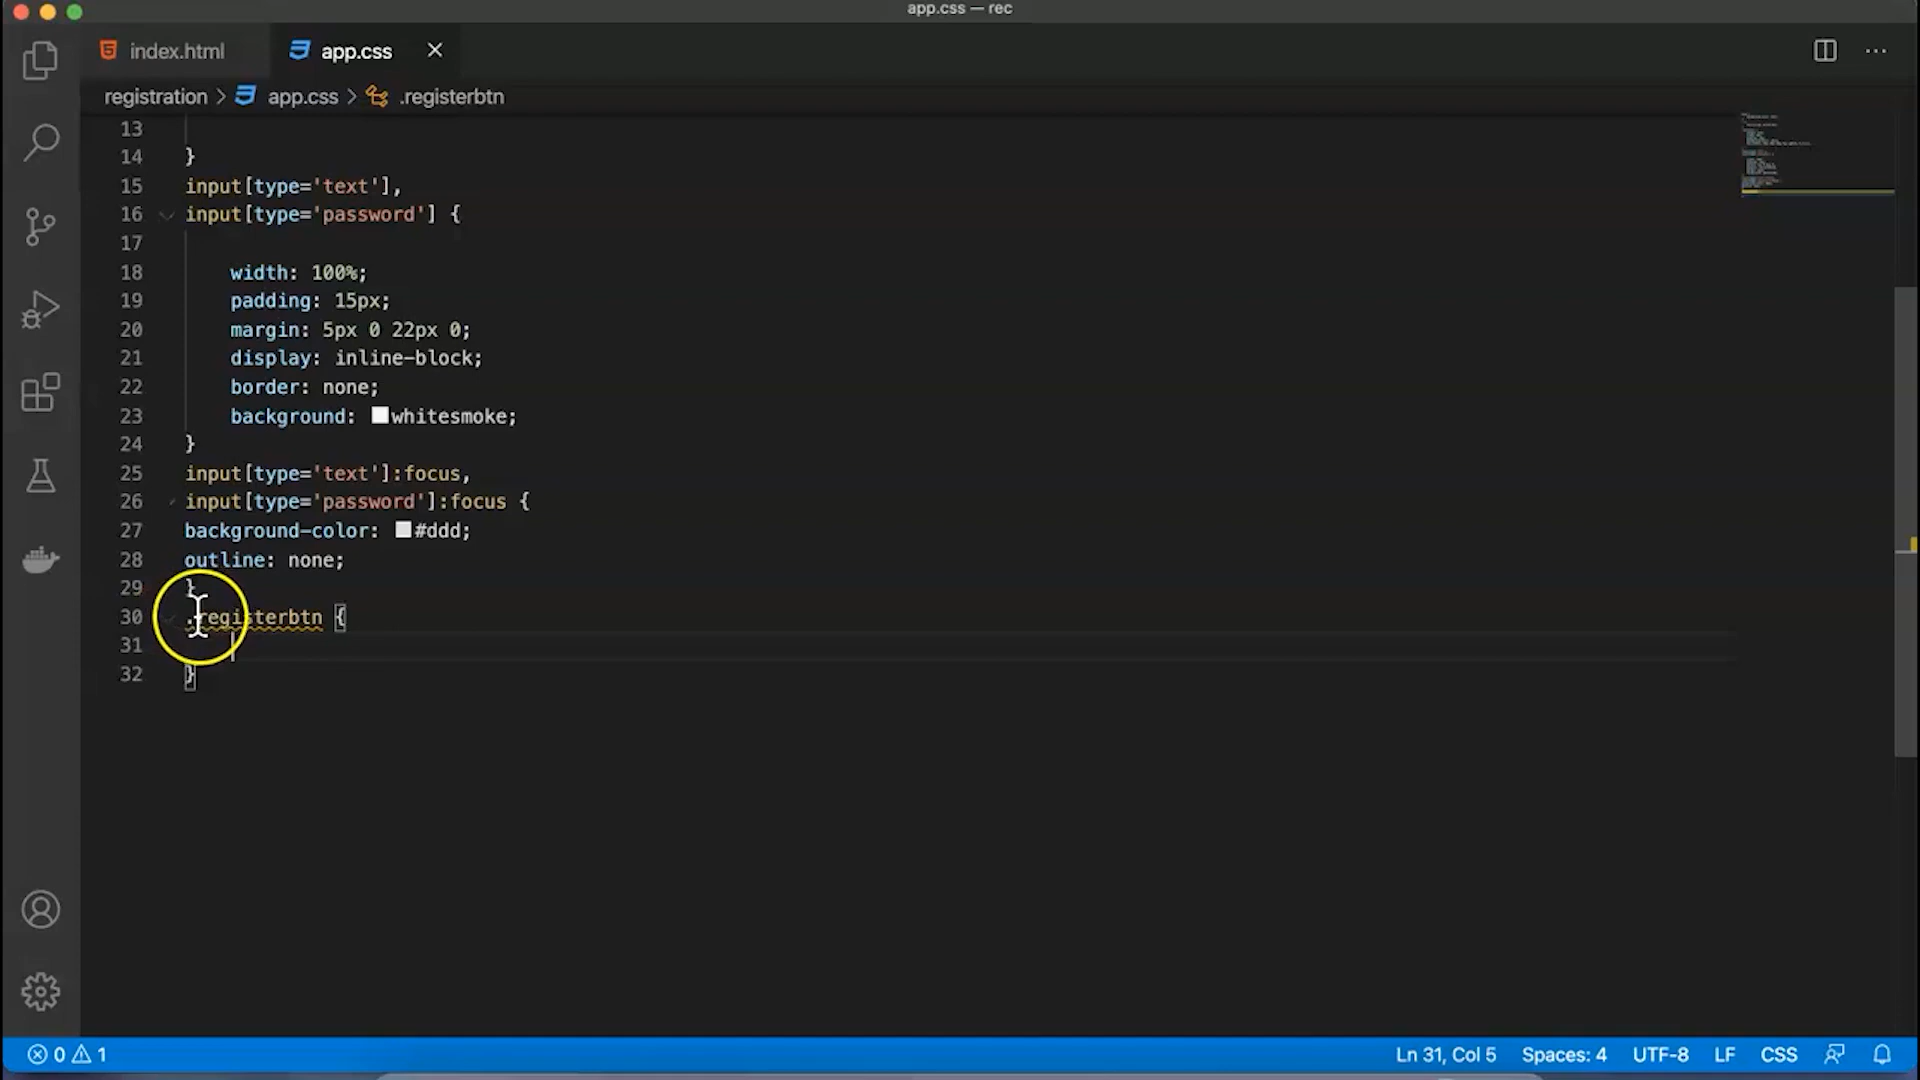 app.css — rec
index.html
app.css
registration > app.css > .registerbtn
13
14 }
15 input[type='text'],
16 input[type='password'] {
17
18 width: 100%;
19 padding: 15px;
20 margin: 5px 0 22px 0;
21 display: inline-block;
22 border: none;
23 background: whitesmoke;
24 }
25 input[type='text']:focus,
26 input[type='password']:focus {
27 background-color: #ddd;
28 outline: none;
29 }
30 .registerbtn {
31
32 }
0 1 Ln 31, Col 5 Spaces: 4 UTF-8 LF CSS